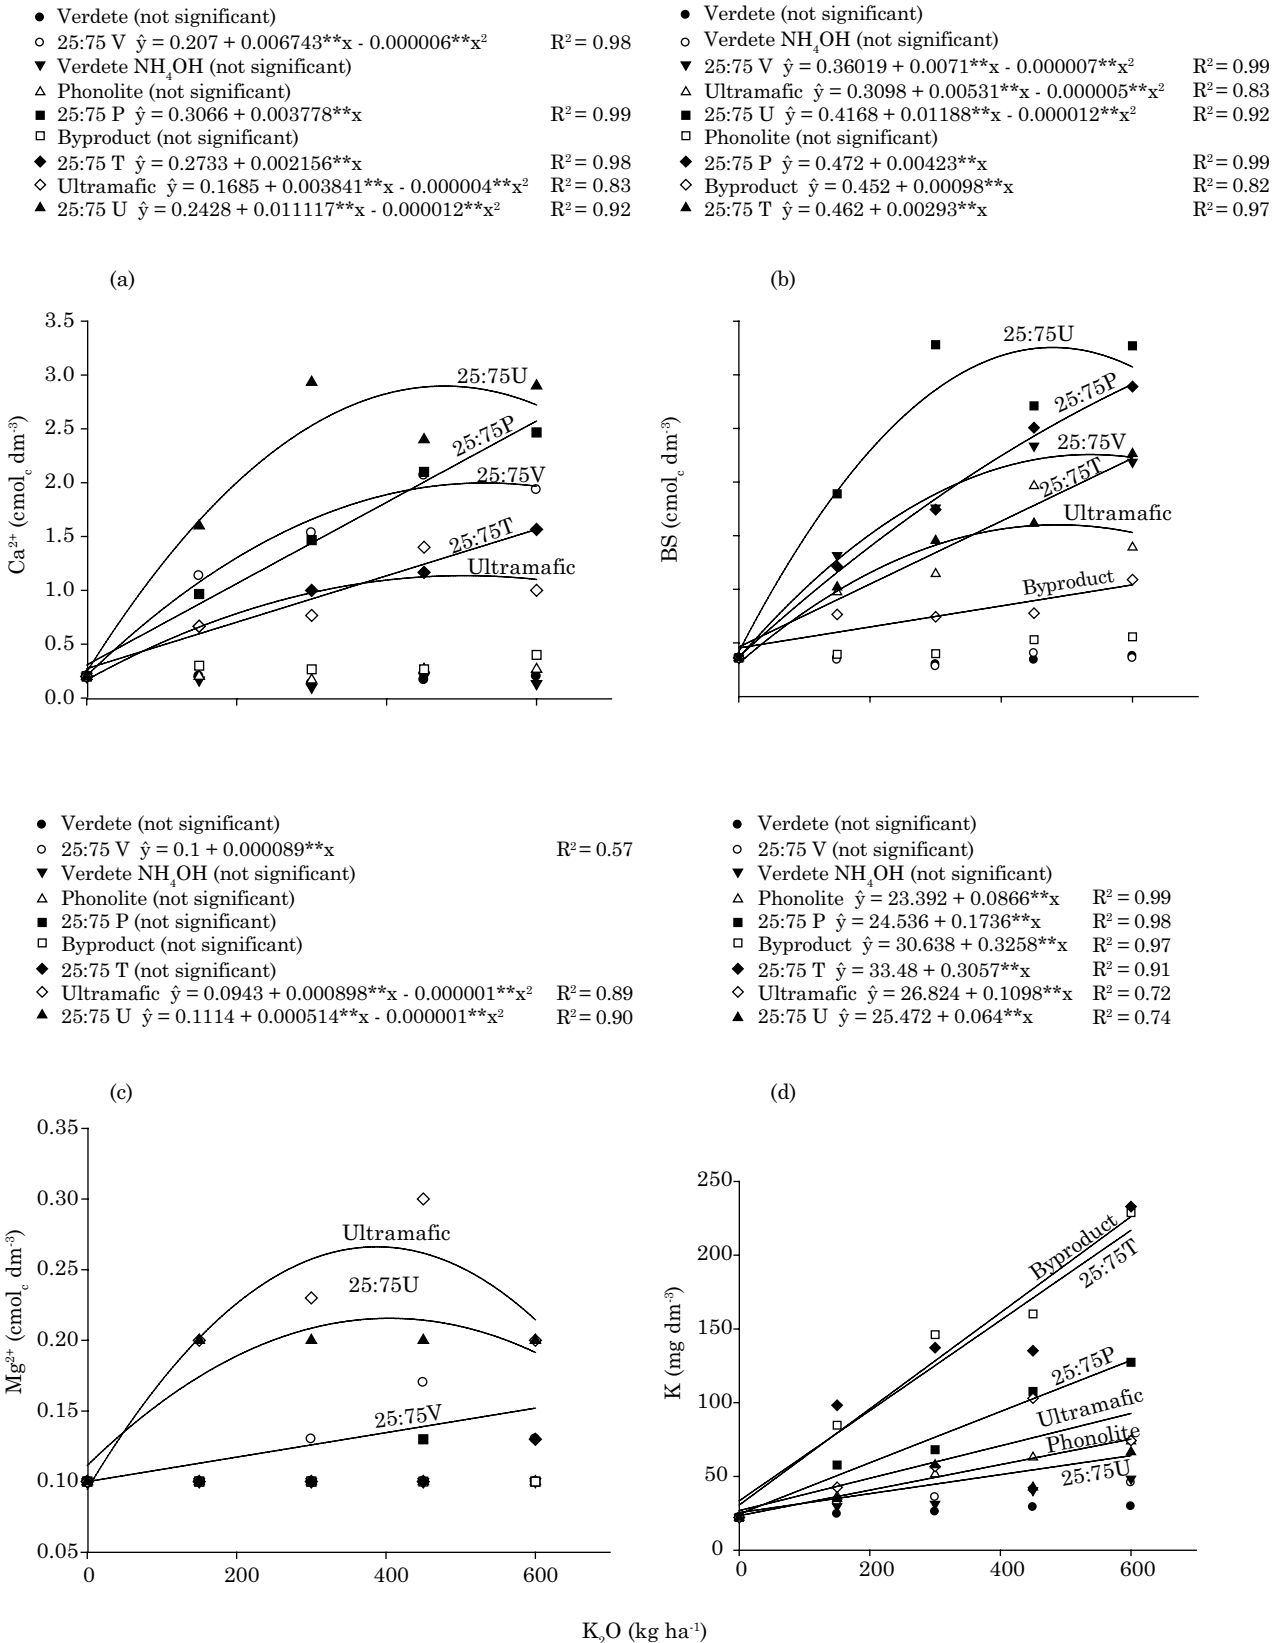 Verdete (not significant)
25:75 V ŷ = 0.207 + 0.006743**x - 0.000006**x² R² = 0.98
Verdete NH₄OH (not significant)
Phonolite (not significant)
25:75 P ŷ = 0.3066 + 0.003778**x R² = 0.99
Byproduct (not significant)
25:75 T ŷ = 0.2733 + 0.002156**x R² = 0.98
Ultramafic ŷ = 0.1685 + 0.003841**x - 0.000004**x² R² = 0.83
25:75 U ŷ = 0.2428 + 0.011117**x - 0.000012**x² R² = 0.92
Verdete (not significant)
Verdete NH₄OH (not significant)
25:75 V ŷ = 0.36019 + 0.0071**x - 0.000007**x² R² = 0.99
Ultramafic ŷ = 0.3098 + 0.00531**x - 0.000005**x² R² = 0.83
25:75 U ŷ = 0.4168 + 0.01188**x - 0.000012**x² R² = 0.92
Phonolite (not significant)
25:75 P ŷ = 0.472 + 0.00423**x R² = 0.99
Byproduct ŷ = 0.452 + 0.00098**x R² = 0.82
25:75 T ŷ = 0.462 + 0.00293**x R² = 0.97
(a)
3.5
3.0
2.5
2.0
1.5
1.0
0.5
0.0
Ca²⁺ (cmol꜀ dm⁻³)
25:75U
25:75P
25:75V
25:75T
Ultramafic
(b)
BS (cmol꜀ dm⁻³)
25:75U
25:75P
25:75V
25:75T
Ultramafic
Byproduct
Verdete (not significant)
25:75 V ŷ = 0.1 + 0.000089**x R² = 0.57
Verdete NH₄OH (not significant)
Phonolite (not significant)
25:75 P (not significant)
Byproduct (not significant)
25:75 T (not significant)
Ultramafic ŷ = 0.0943 + 0.000898**x - 0.000001**x² R² = 0.89
25:75 U ŷ = 0.1114 + 0.000514**x - 0.000001**x² R² = 0.90
Verdete (not significant)
25:75 V (not significant)
Verdete NH₄OH (not significant)
Phonolite ŷ = 23.392 + 0.0866**x R² = 0.99
25:75 P ŷ = 24.536 + 0.1736**x R² = 0.98
Byproduct ŷ = 30.638 + 0.3258**x R² = 0.97
25:75 T ŷ = 33.48 + 0.3057**x R² = 0.91
Ultramafic ŷ = 26.824 + 0.1098**x R² = 0.72
25:75 U ŷ = 25.472 + 0.064**x R² = 0.74
(c)
0.35
0.30
0.25
0.20
0.15
0.10
0.05
Mg²⁺ (cmol꜀ dm⁻³)
Ultramafic
25:75U
25:75V
0 200 400 600
(d)
250
200
150
100
50
0
K (mg dm⁻³)
Byproduct
25:75T
25:75P
Ultramafic
Phonolite
25:75U
0 200 400 600
K₂O (kg ha⁻¹)